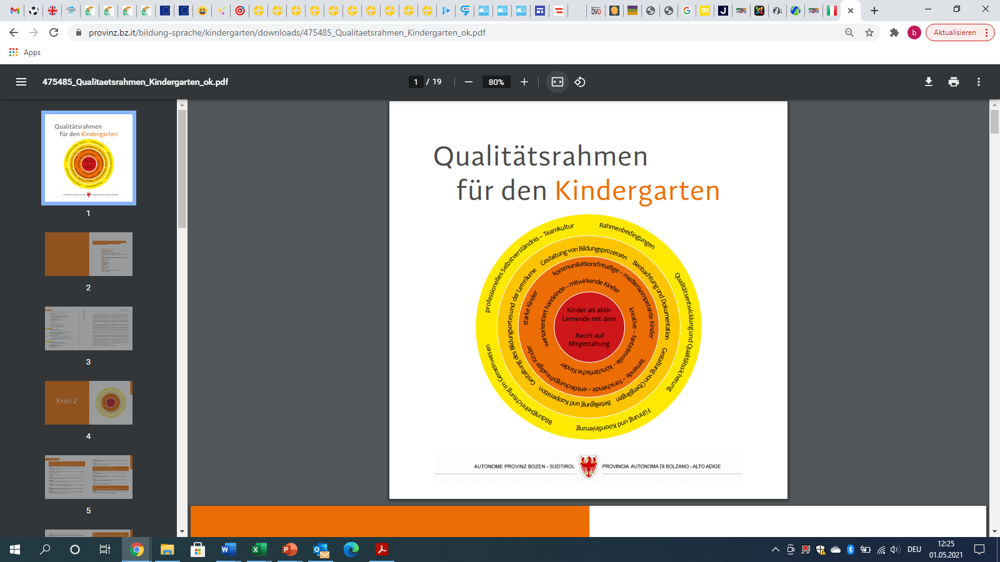 provinz.bz.it/bildung-sprache/kindergarten/downloads/475485_Qualitaetsrahmen_Kindergarten_ok.pdf
b
Aktualisieren
Apps
475485_Qualitaetsrahmen_Kindergarten_ok.pdf
1 / 19
80%
Qualitätsrahmen
für den Kindergarten
1
2
3
Kreis 2
4
5
Qualitätsrahmen
für den Kindergarten
professionelles Selbstverständnis – Teamkultur
Rahmenbedingungen
Qualitätsentwicklung und Qualitätssicherung
Führung und Koordinierung
Bildungseinrichtung im Gemeinwesen
Gestaltung von Bildungsprozessen
Beobachtung und Dokumentation
Gestaltung von Übergängen
Beteiligung und Kooperation
Gestaltung des Bildungsortes und der Lernräume
kommunikationsfreudige – medienkompetente Kinder
lernende – forschende – entdeckungsfreudige Kinder
starke Kinder
wertorientiert handelnde – mitwirkende Kinder
kreative – fantasievolle – künstlerische Kinder
Kinder als aktiv
Lernende mit dem
Recht auf
Mitgestaltung
AUTONOME PROVINZ BOZEN - SÜDTIROL
PROVINCIA AUTONOMA DI BOLZANO - ALTO ADIGE
DEU
12:25
01.05.2021